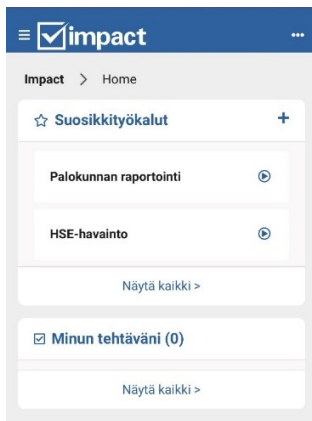 impact
Impact > Home
Suosikkityökalut
Palokunnan raportointi
HSE-havainto
Näytä kaikki >
Minun tehtäväni (0)
Näytä kaikki >